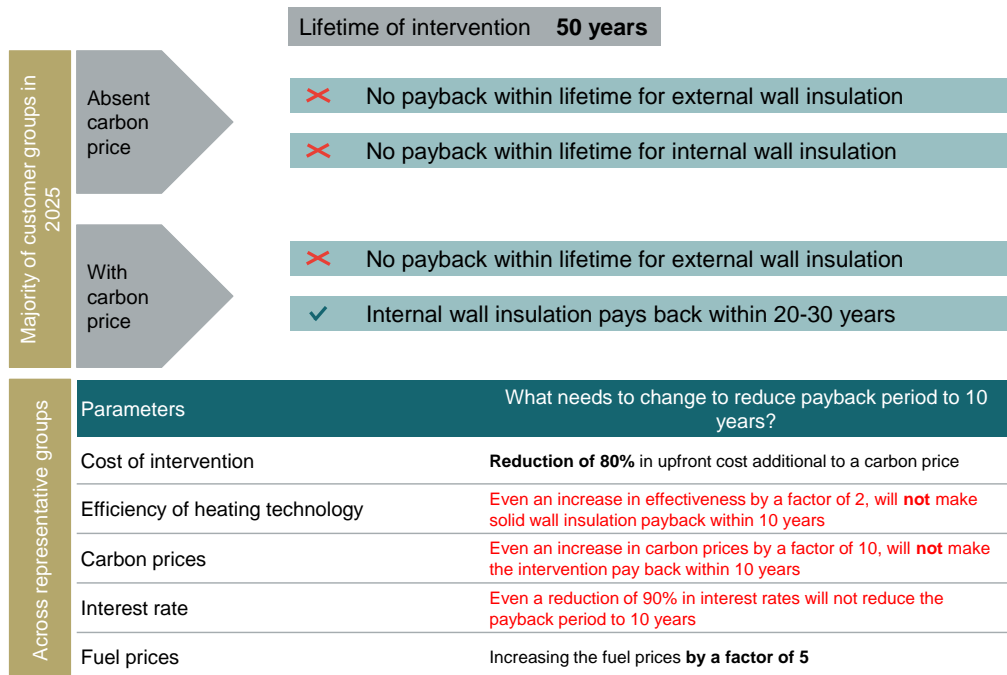 Lifetime of intervention 50 years
Majority of customer groups in
2025
Absent
carbon
price
No payback within lifetime for external wall insulation
No payback within lifetime for internal wall insulation
With
carbon
price
No payback within lifetime for external wall insulation
Internal wall insulation pays back within 20-30 years
Across representative groups
Parameters
What needs to change to reduce payback period to 10
years?
Cost of intervention
Reduction of 80% in upfront cost additional to a carbon price
Efficiency of heating technology
Even an increase in effectiveness by a factor of 2, will not make
solid wall insulation payback within 10 years
Carbon prices
Even an increase in carbon prices by a factor of 10, will not make
the intervention pay back within 10 years
Interest rate
Even a reduction of 90% in interest rates will not reduce the
payback period to 10 years
Fuel prices
Increasing the fuel prices by a factor of 5